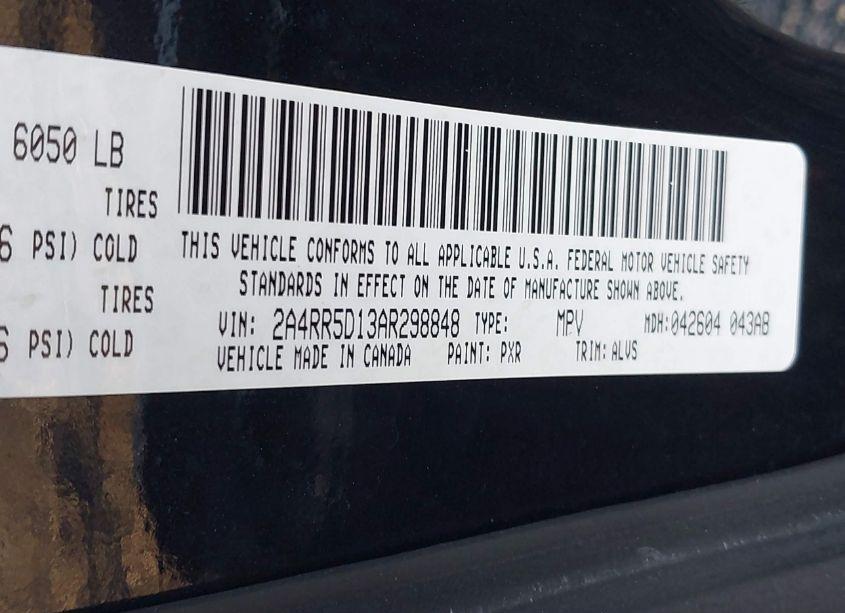 6050 LB
TIRES
6 PSI) COLD
TIRES
6 PSI) COLD
THIS VEHICLE CONFORMS TO ALL APPLICABLE U.S.A. FEDERAL MOTOR VEHICLE SAFETY
STANDARDS IN EFFECT ON THE DATE OF MANUFACTURE SHOWN ABOVE.
VIN: 2A4RR5D13AR298848 TYPE: MPV MDH:042604 043AB
VEHICLE MADE IN CANADA PAINT: PXR TRIM: ALVS